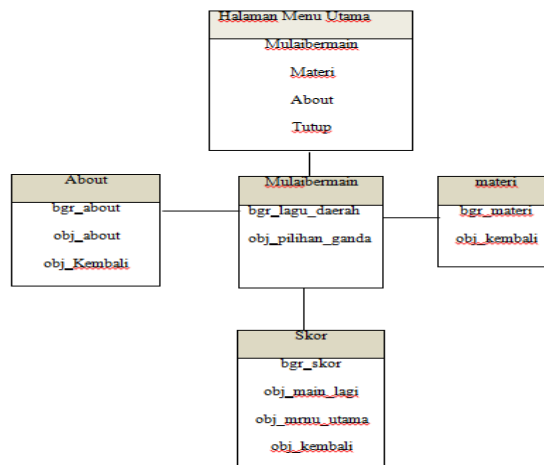 Halaman Menu Utama
Mulaibermain
Materi
About
Tutup
About
bgr_about
obj_about
obj_Kembali
Mulaibermain
bgr_lagu_daerah
obj_pilihan_ganda
materi
bgr_materi
obj_kembali
Skor
bgr_skor
obj_main_lagi
obj_mrnu_utama
obj_kembali